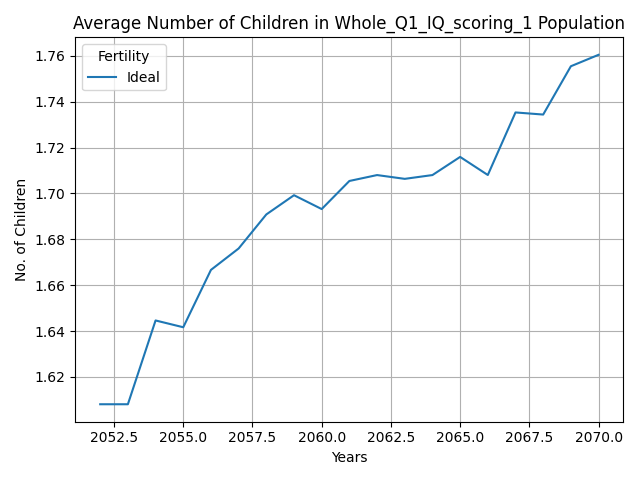 Average Number of Children in Whole_Q1_IQ_scoring_1 Population
Fertility
Ideal
1.76
1.74
1.72
1.70
1.68
1.66
1.64
1.62
No. of Children
2052.5 2055.0 2057.5 2060.0 2062.5 2065.0 2067.5 2070.0
Years